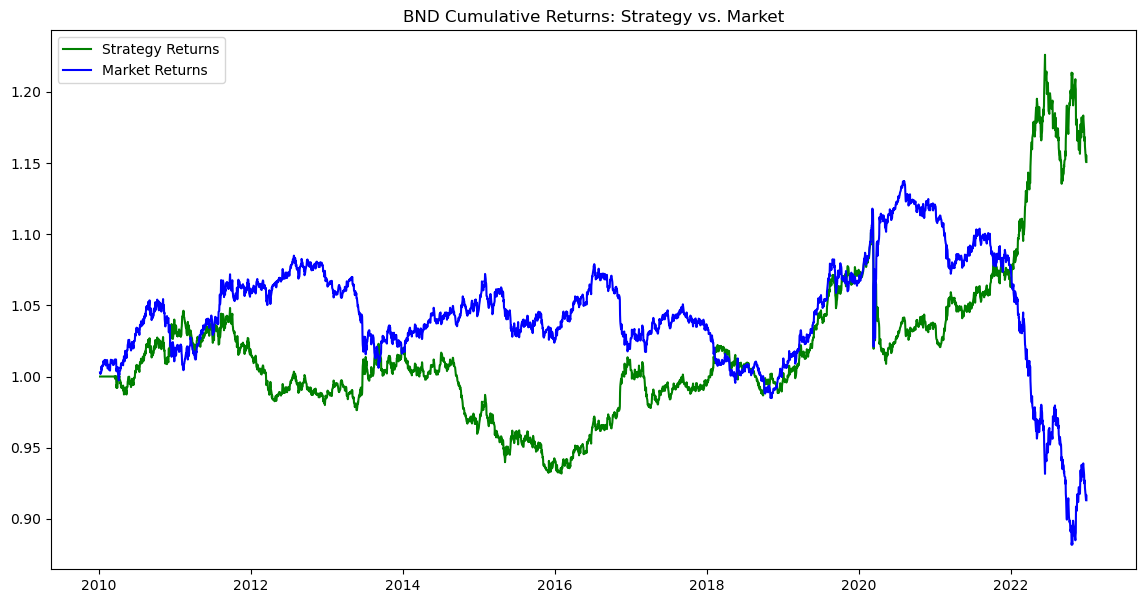 BND Cumulative Returns: Strategy vs. Market
Strategy Returns
Market Returns
1.20
1.15
1.10
1.05
1.00
0.95
0.90
2010 2012 2014 2016 2018 2020 2022